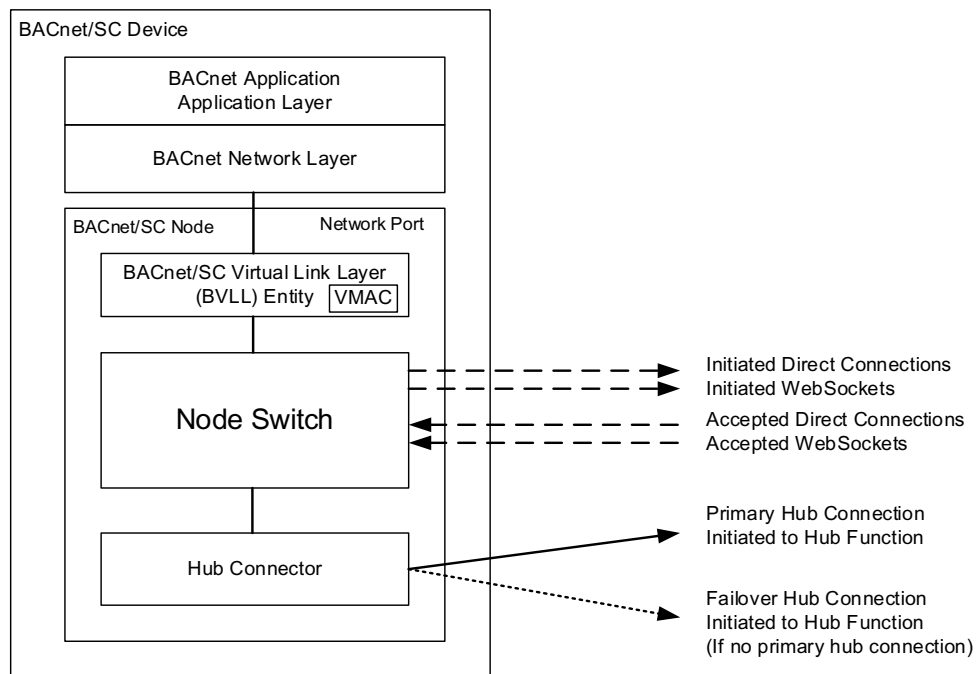 BACnet/SC Device
BACnet Application
Application Layer
BACnet Network Layer
BACnet/SC Node
Network Port
BACnet/SC Virtual Link Layer
(BVLL) Entity
VMAC
Node Switch
Initiated Direct Connections
Initiated WebSockets
Accepted Direct Connections
Accepted WebSockets
Hub Connector
Primary Hub Connection
Initiated to Hub Function
Failover Hub Connection
Initiated to Hub Function
(If no primary hub connection)